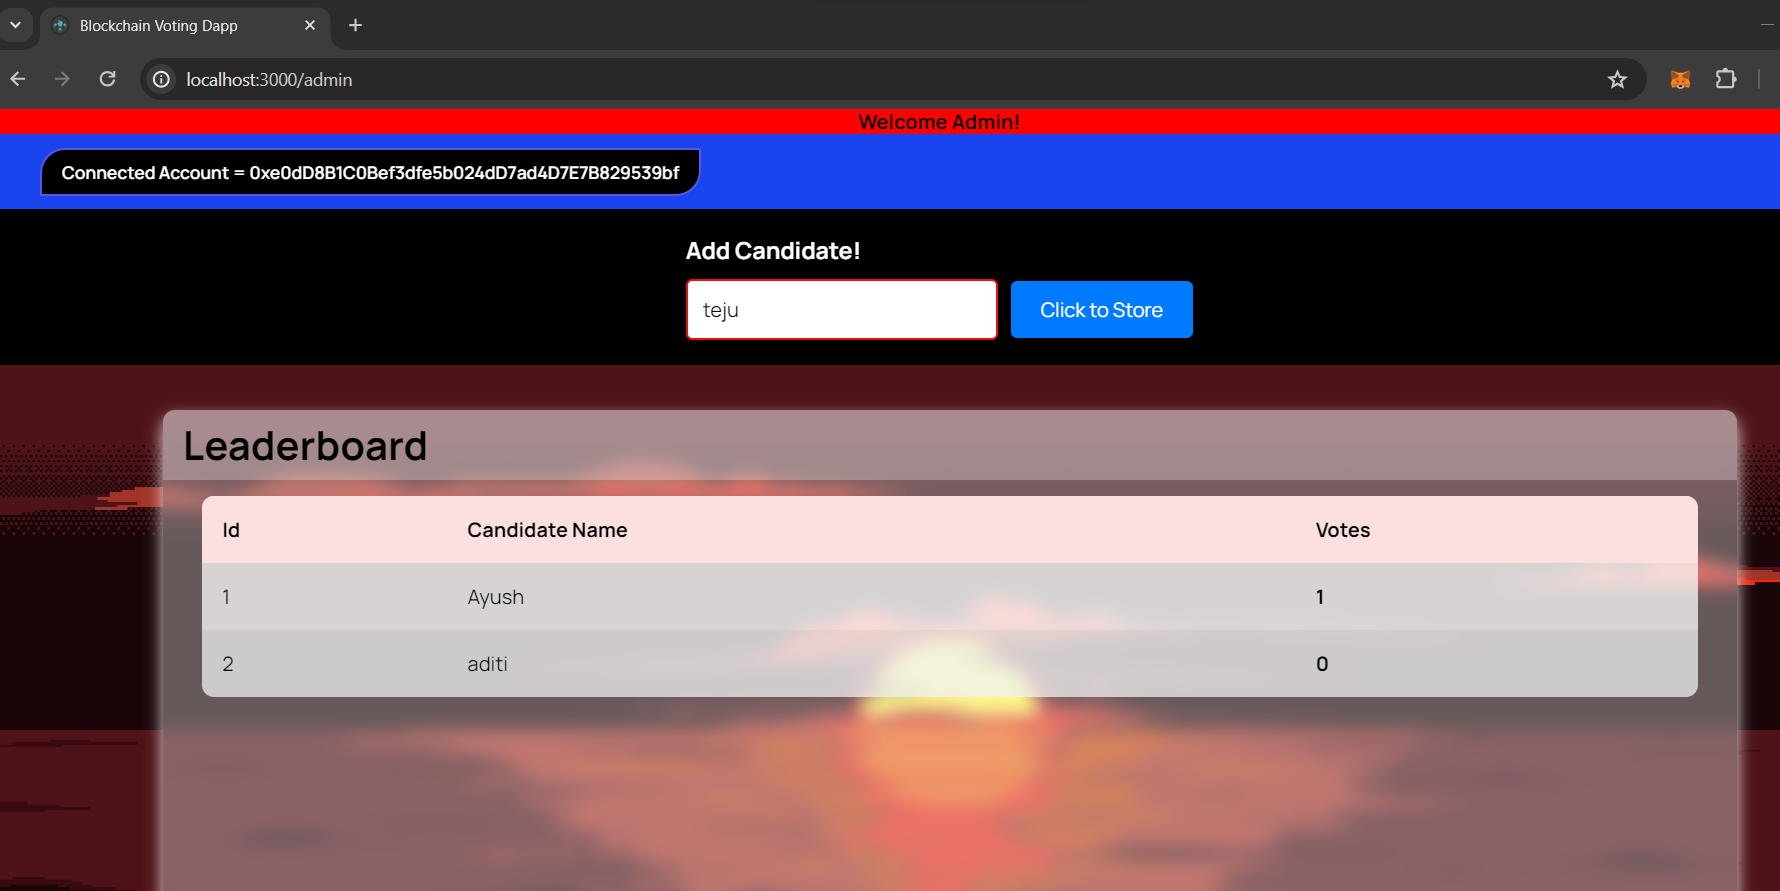 Blockchain Voting Dapp
localhost:3000/admin
Welcome Admin!
Connected Account = 0xe0dD8B1C0Bef3dfe5b024dD7ad4D7E7B829539bf
Add Candidate!
teju Click to Store
Leaderboard
Id Candidate Name Votes
1 Ayush 1
2 aditi 0